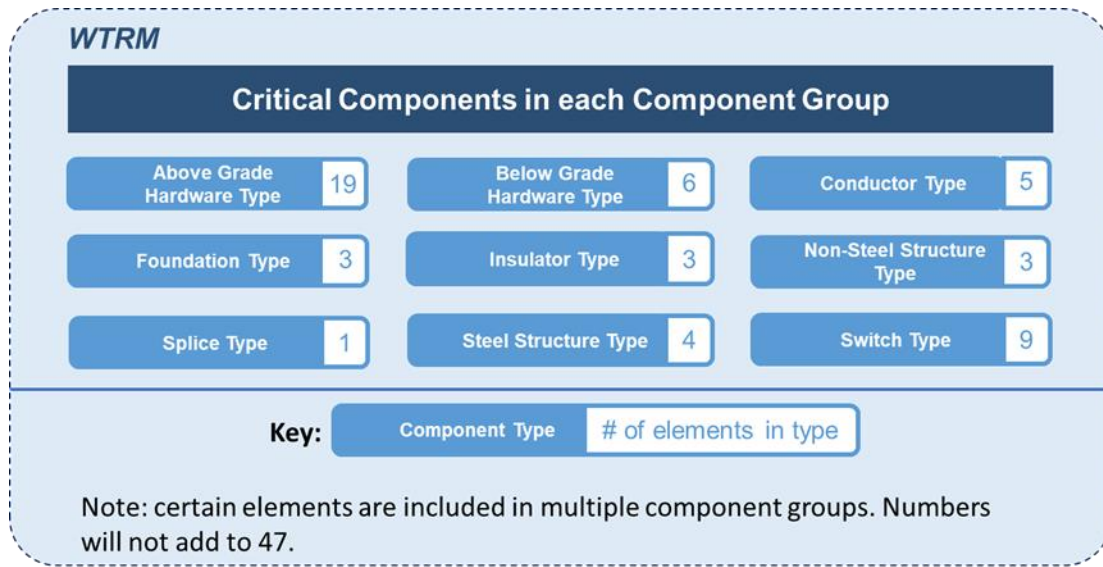 WTRM
Critical Components in each Component Group
Above Grade
Hardware Type
19
Below Grade
Hardware Type
6
Conductor Type
5
Foundation Type
3
Insulator Type
3
Non-Steel Structure
Type
3
Splice Type
1
Steel Structure Type
4
Switch Type
9
Key:
Component Type
# of elements in type
Note: certain elements are included in multiple component groups. Numbers
will not add to 47.